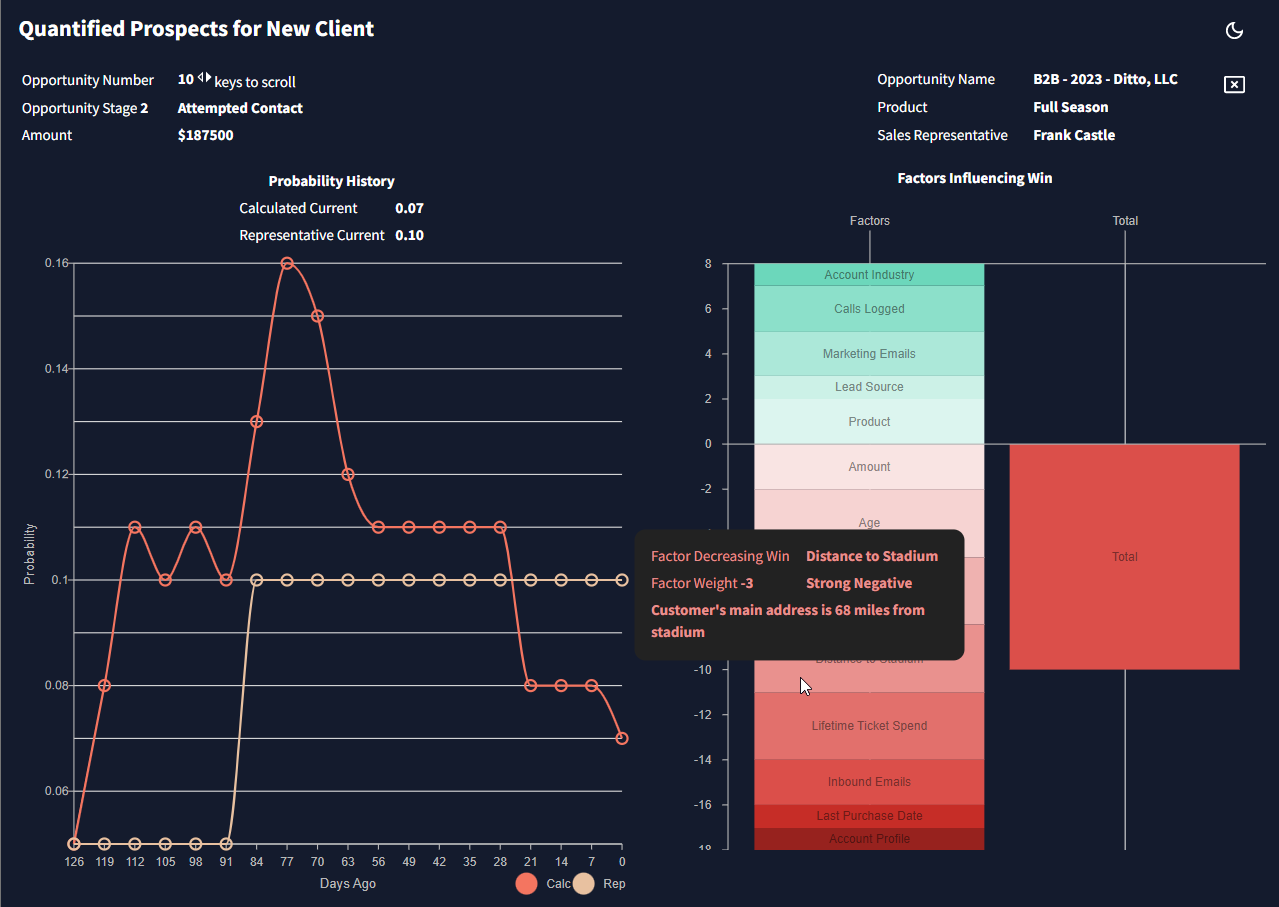 Quantified Prospects for New Client
Opportunity Number 10 keys to scroll
Opportunity Stage 2 Attempted Contact
Amount $187500
Opportunity Name B2B - 2023 - Ditto, LLC
Product Full Season
Sales Representative Frank Castle
Probability History
Calculated Current 0.07
Representative Current 0.10
0.16
0.14
0.12
0.1
0.08
0.06
Probability
126 119 112 105 98 91 84 77 70 63 56 49 42 35 28 21 14 7 0
Days Ago
Calc Rep
Factors Influencing Win
Factors Total
8
6
4
2
0
-2
-10
-12
-14
-16
Account Industry
Calls Logged
Marketing Emails
Lead Source
Product
Amount
Age
Factor Decreasing Win Distance to Stadium
Factor Weight -3 Strong Negative
Customer's main address is 68 miles from
stadium
Distance to Stadium
Lifetime Ticket Spend
Inbound Emails
Last Purchase Date
Account Profile
Total